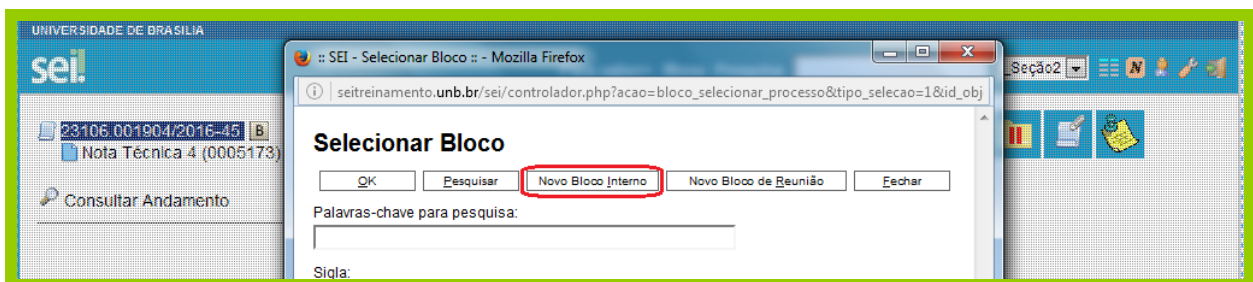 UNIVERSIDADE DE BRASILIA
sei!
:: SEI - Selecionar Bloco :: - Mozilla Firefox
_Seção2
N
seitreinamento.unb.br/sei/controlador.php?acao=bloco_selecionar_processo&tipo_selecao=1&id_obj
23106.001904/2016-45 B
Nota Técnica 4 (0005173)
Consultar Andamento
Selecionar Bloco
OK Pesquisar Novo Bloco Interno Novo Bloco de Reunião Fechar
Palavras-chave para pesquisa:
Sigla: